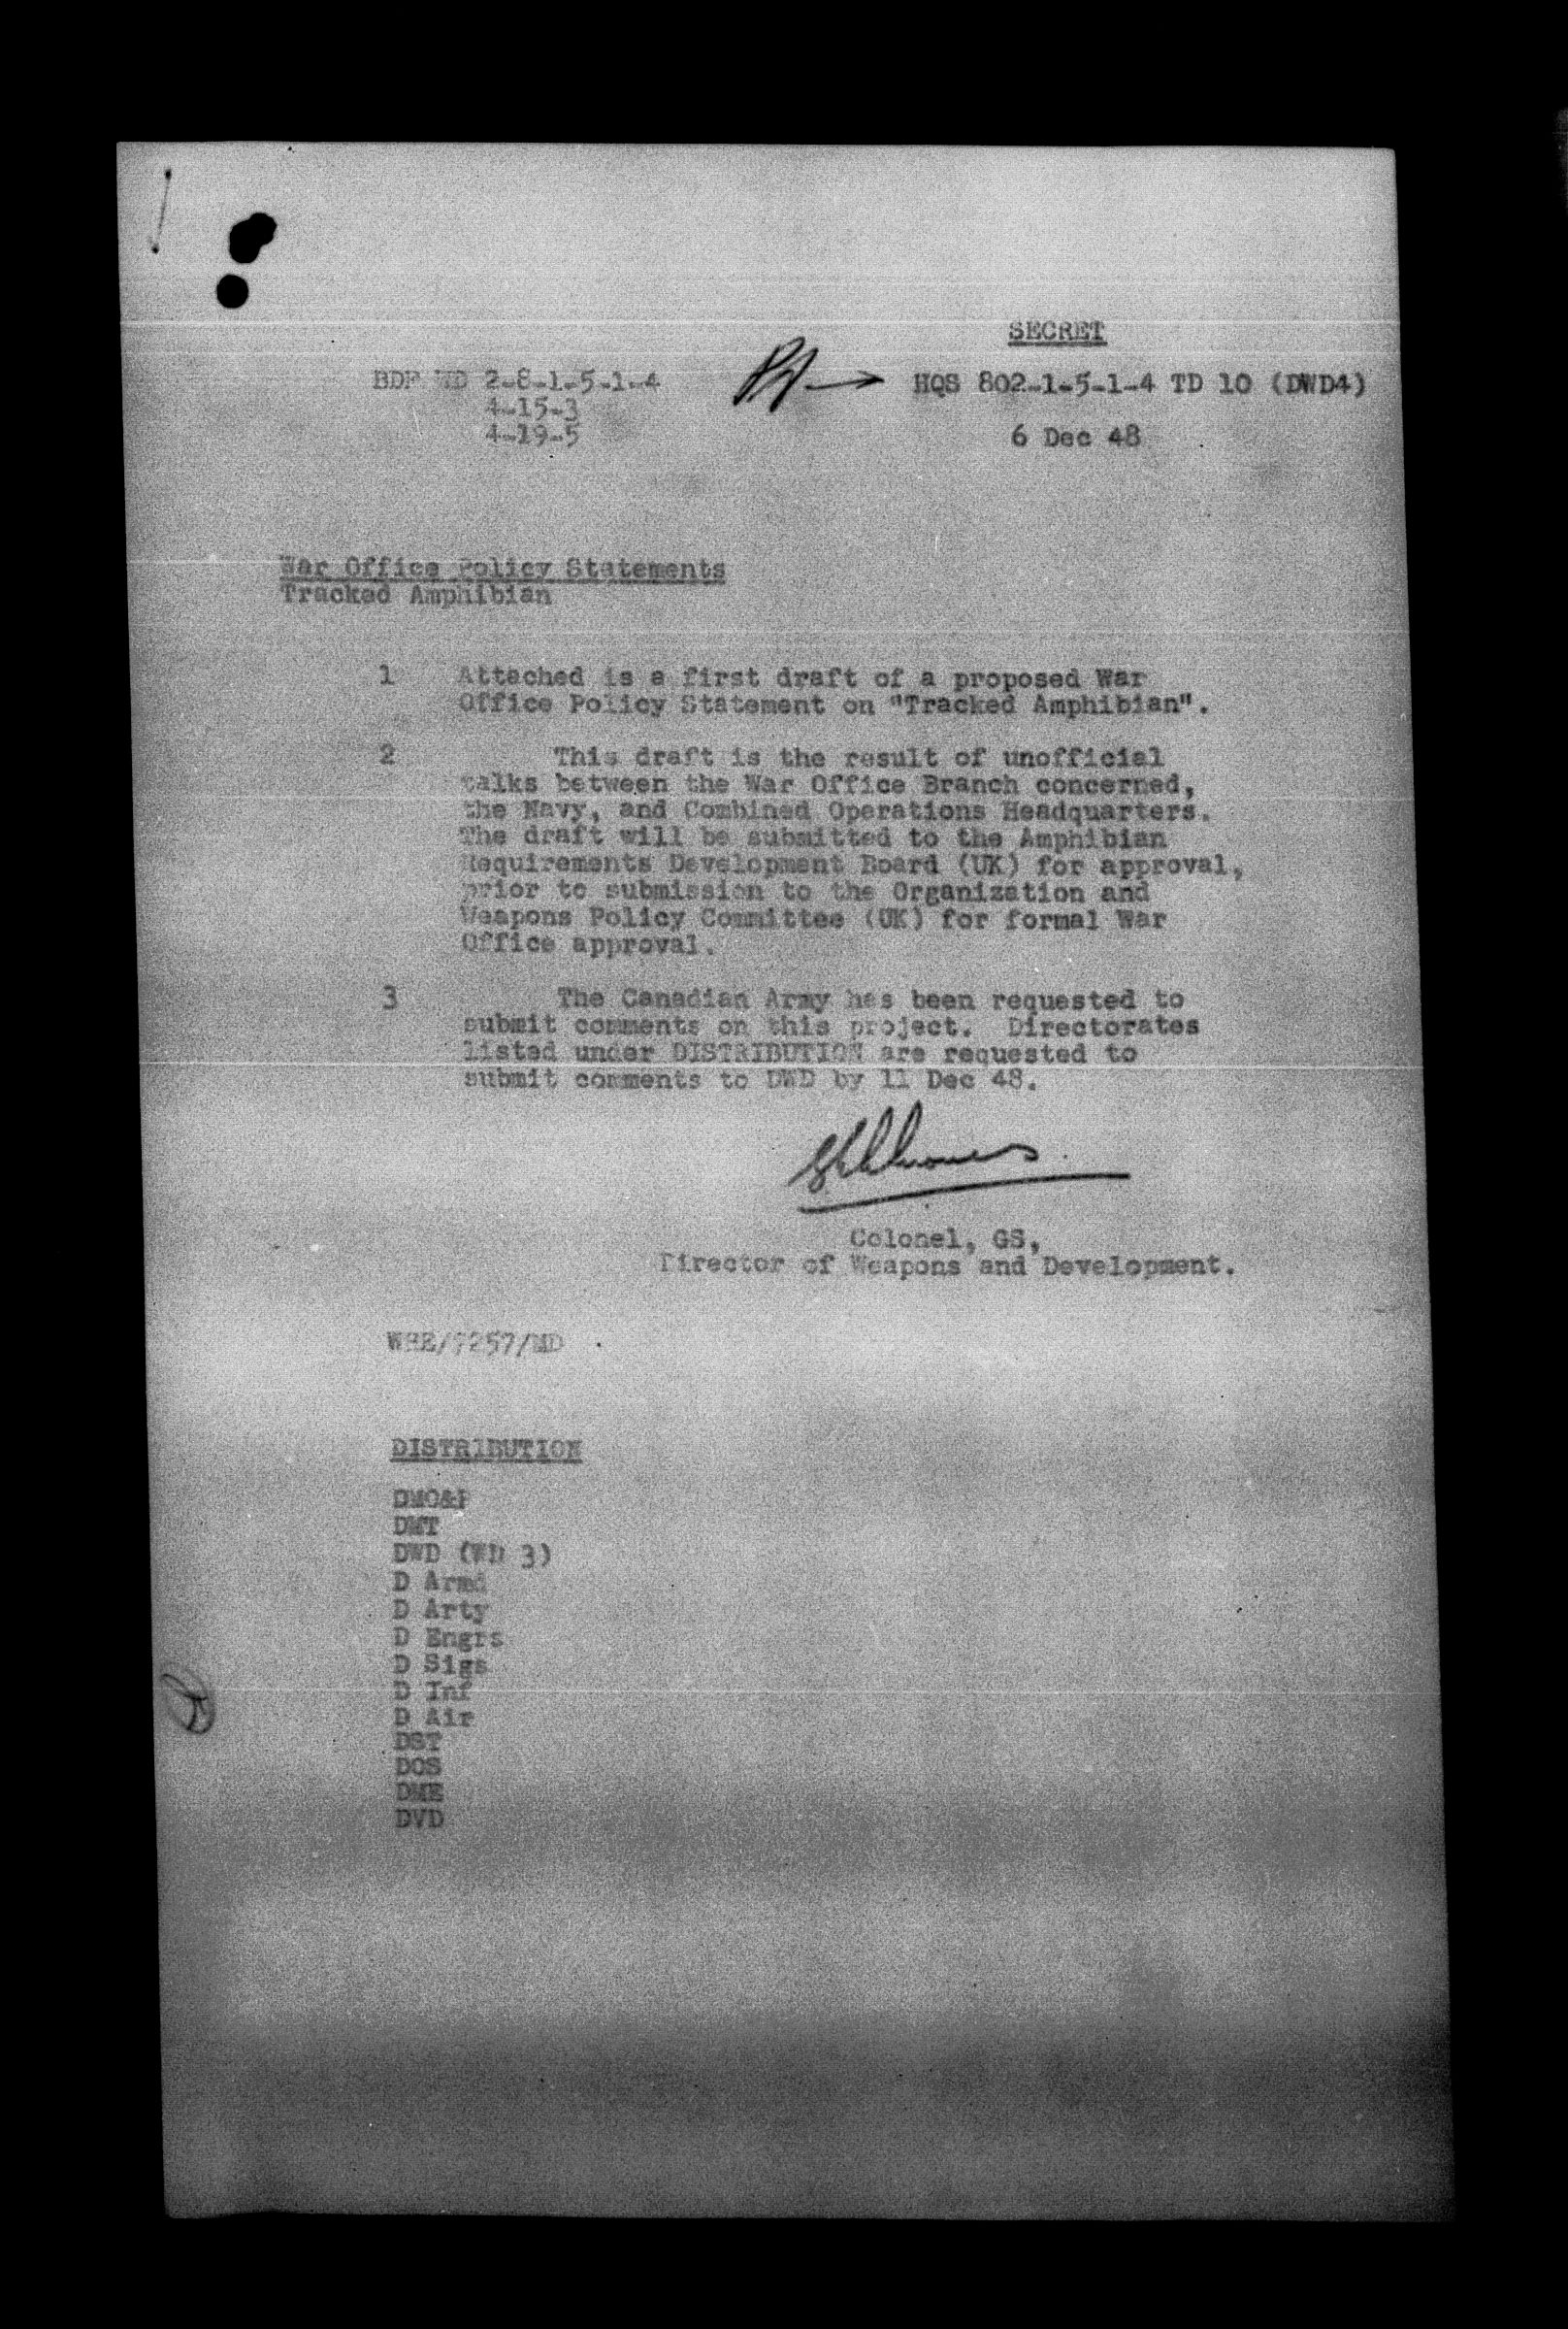 SECRET
BDF WD 2-8-1-5-1-4
4-15-3
4-19-5
HQS 802-1-5-1-4 TD 10 (DWD4)
6 Dec 48
War Office Policy Statements
Tracked Amphibian
1 Attached is a first draft of a proposed War
Office Policy Statement on "Tracked Amphibian".
2 This draft is the result of unofficial
talks between the War Office Branch concerned,
the Navy, and Combined Operations Headquarters.
The draft will be submitted to the Amphibian
Requirements Development Board (UK) for approval,
prior to submission to the Organization and
Weapons Policy Committee (UK) for formal War
Office approval.
3 The Canadian Army has been requested to
submit comments on this project. Directorates
listed under DISTRIBUTION are requested to
submit comments to DWD by 11 Dec 48.
Colonel, GS,
Director of Weapons and Development.
DISTRIBUTION
DMO&P
DMT
DWD (WD 3)
D Armd
D Arty
D Engrs
D Sigs
D Inf
D Air
DST
DOS
DME
DVD